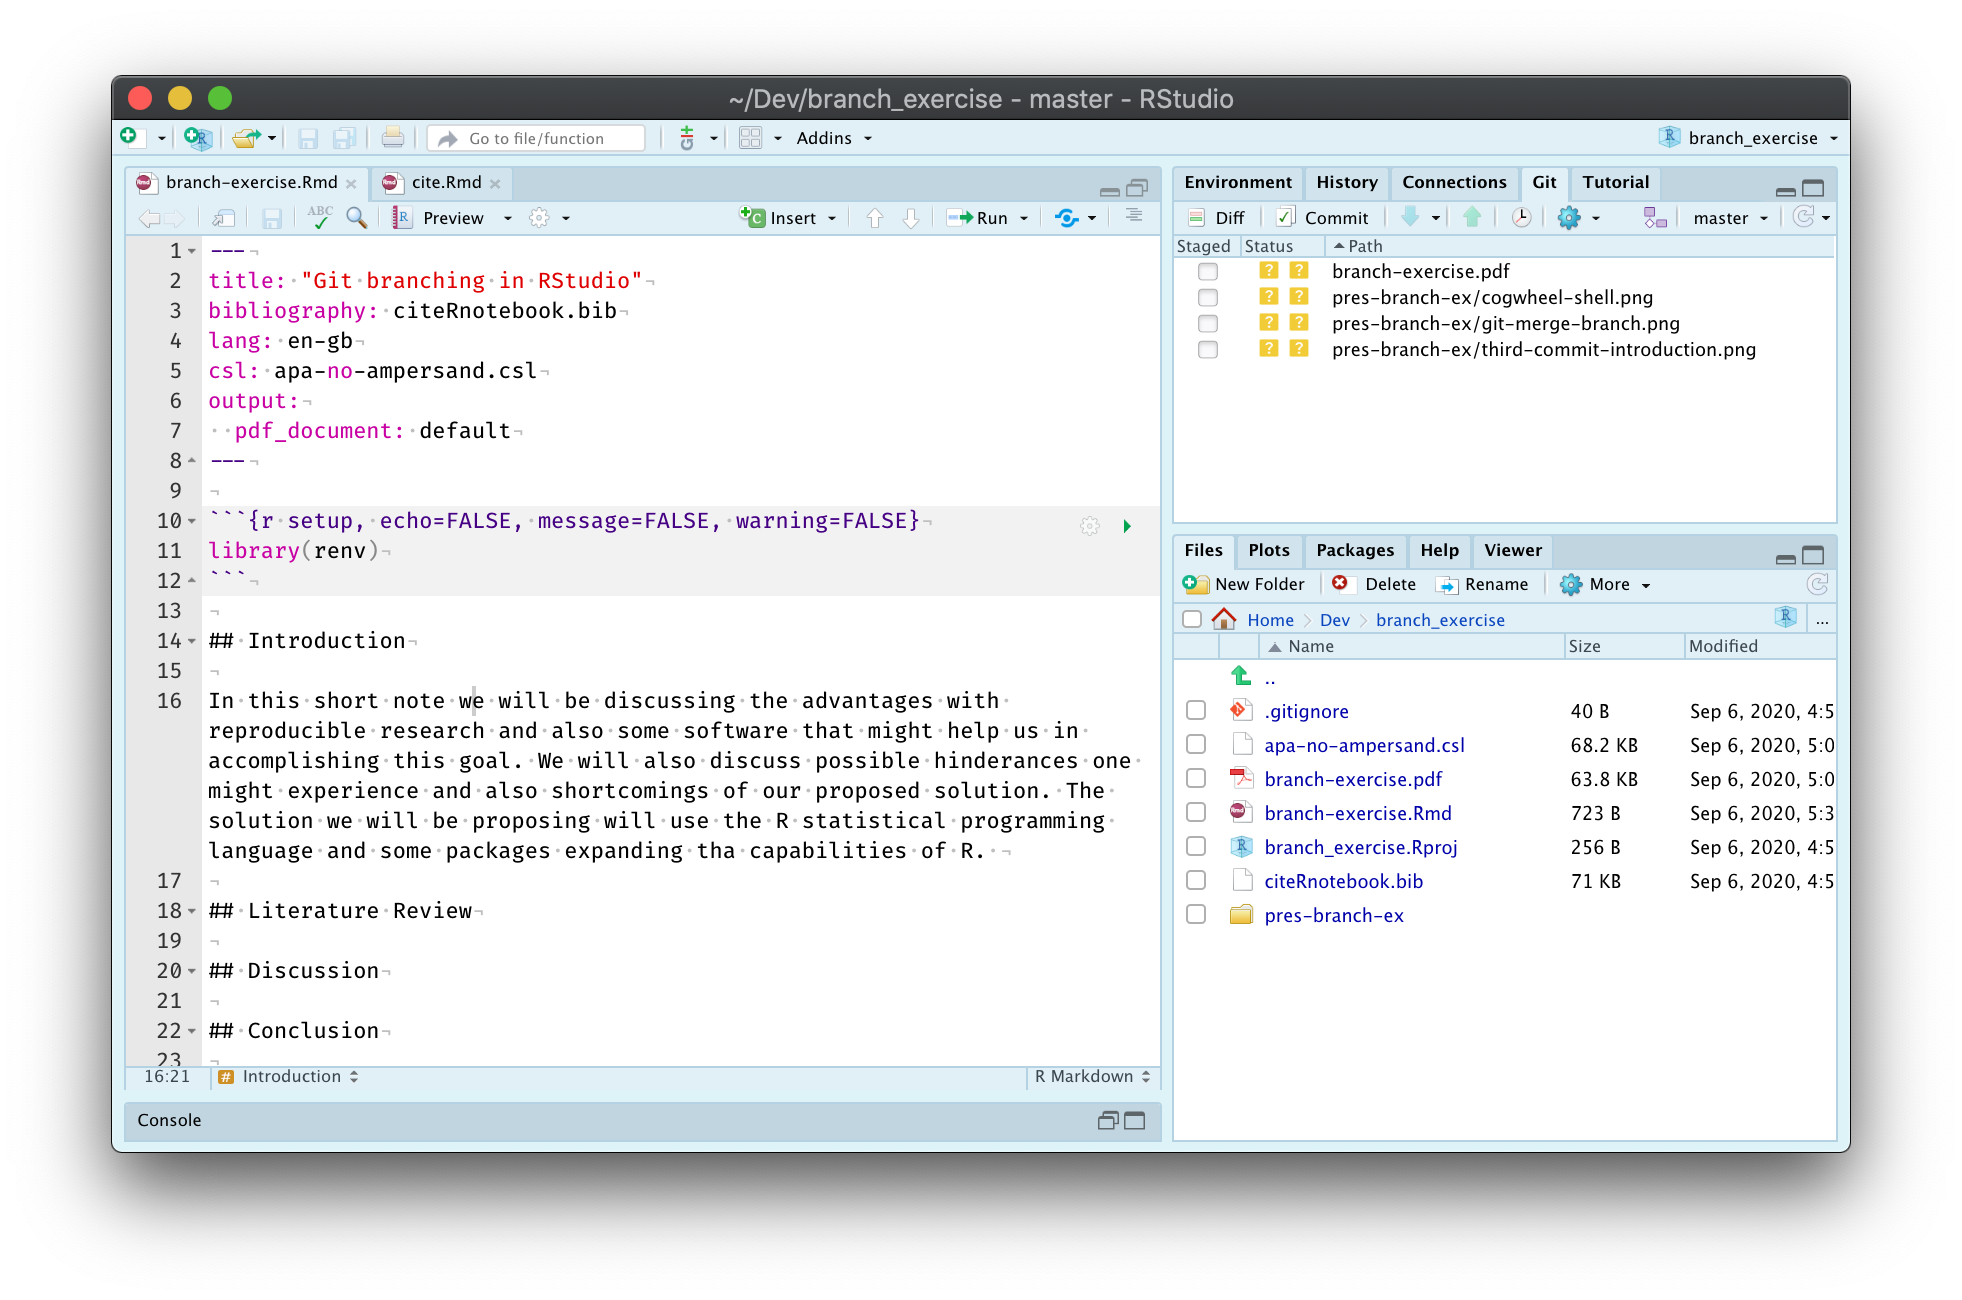 ~/Dev/branch_exercise - master - RStudio
Go to file/function
Addins
branch_exercise
branch-exercise.Rmd
cite.Rmd
ABC
Preview
Insert
Run
1 ---
2 title: "Git branching in RStudio"
3 bibliography: citeRnotebook.bib
4 lang: en-gb
5 csl: apa-no-ampersand.csl
6 output:
7 pdf_document: default
8 ---
9
10 ```{r setup, echo=FALSE, message=FALSE, warning=FALSE}
11 library(renv)
12 ```
13
14 ## Introduction
15
16 In this short note we will be discussing the advantages with
reproducible research and also some software that might help us in
accomplishing this goal. We will also discuss possible hinderances one
might experience and also shortcomings of our proposed solution. The
solution we will be proposing will use the R statistical programming
language and some packages expanding tha capabilities of R.
17
18 ## Literature Review
19
20 ## Discussion
21
22 ## Conclusion
23
16:21 # Introduction R Markdown
Console
Environment History Connections Git Tutorial
Diff Commit master
Staged Status Path
? ? branch-exercise.pdf
? ? pres-branch-ex/cogwheel-shell.png
? ? pres-branch-ex/git-merge-branch.png
? ? pres-branch-ex/third-commit-introduction.png
Files Plots Packages Help Viewer
New Folder Delete Rename More
Home Dev branch_exercise ...
Name Size Modified
..
.gitignore 40 B Sep 6, 2020, 4:5
apa-no-ampersand.csl 68.2 KB Sep 6, 2020, 5:0
branch-exercise.pdf 63.8 KB Sep 6, 2020, 5:0
branch-exercise.Rmd 723 B Sep 6, 2020, 5:3
branch_exercise.Rproj 256 B Sep 6, 2020, 4:5
citeRnotebook.bib 71 KB Sep 6, 2020, 4:5
pres-branch-ex